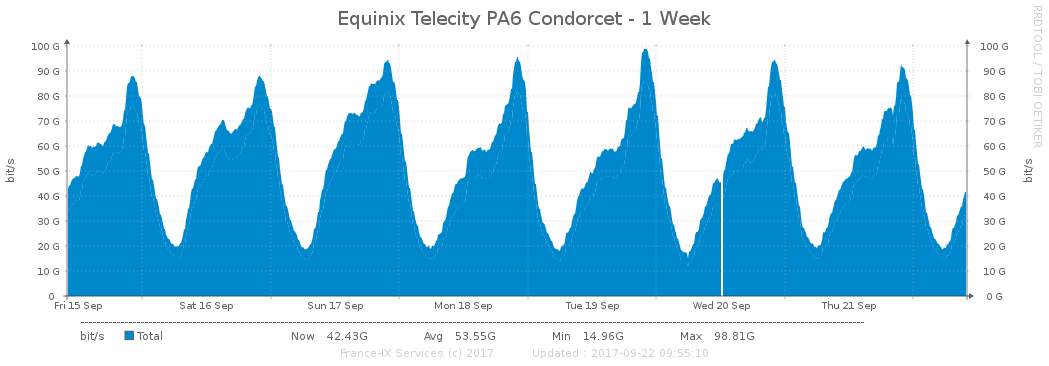 Equinix Telecity PA6 Condorcet - 1 Week
RRDTOOL / TOBI OETIKER
bit/s
100 G
90 G
80 G
70 G
60 G
50 G
40 G
30 G
20 G
10 G
0
100 G
90 G
80 G
70 G
60 G
50 G
40 G
30 G
20 G
10 G
0 G
bit/s
Fri 15 Sep Sat 16 Sep Sun 17 Sep Mon 18 Sep Tue 19 Sep Wed 20 Sep Thu 21 Sep
bit/s Total Now 42.43G Avg 53.55G Min 14.96G Max 98.81G
France-IX Services (c) 2017 Updated : 2017-09-22 09:55:10